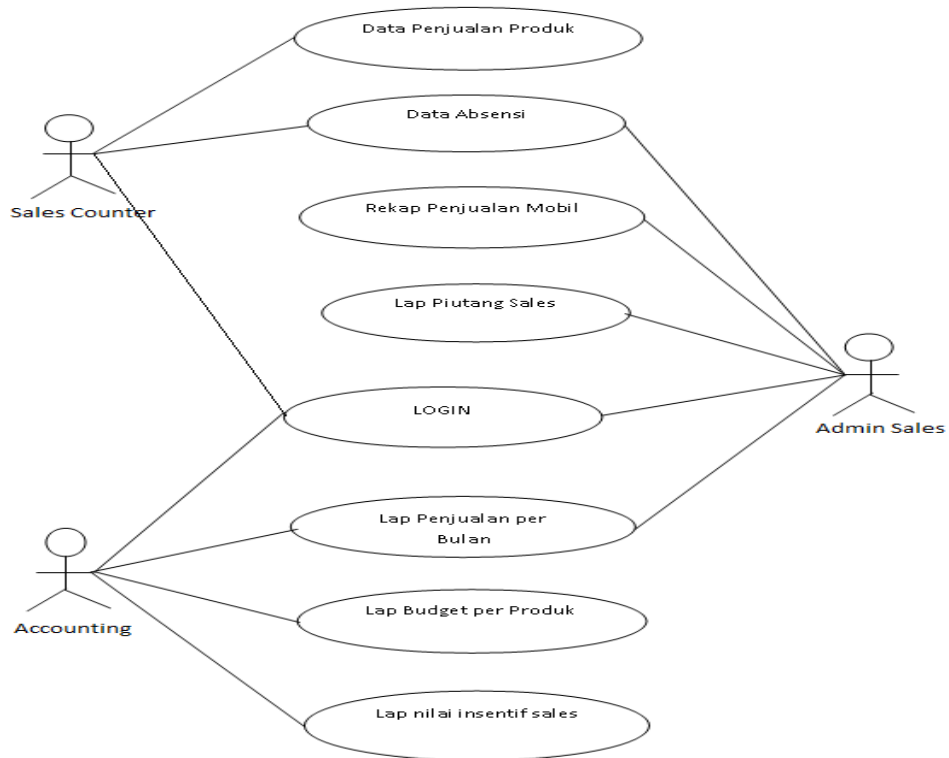 Data Penjualan Produk
Data Absensi
Sales Counter
Rekap Penjualan Mobil
Lap Piutang Sales
LOGIN
Admin Sales
Lap Penjualan per
Bulan
Accounting
Lap Budget per Produk
Lap nilai insentif sales